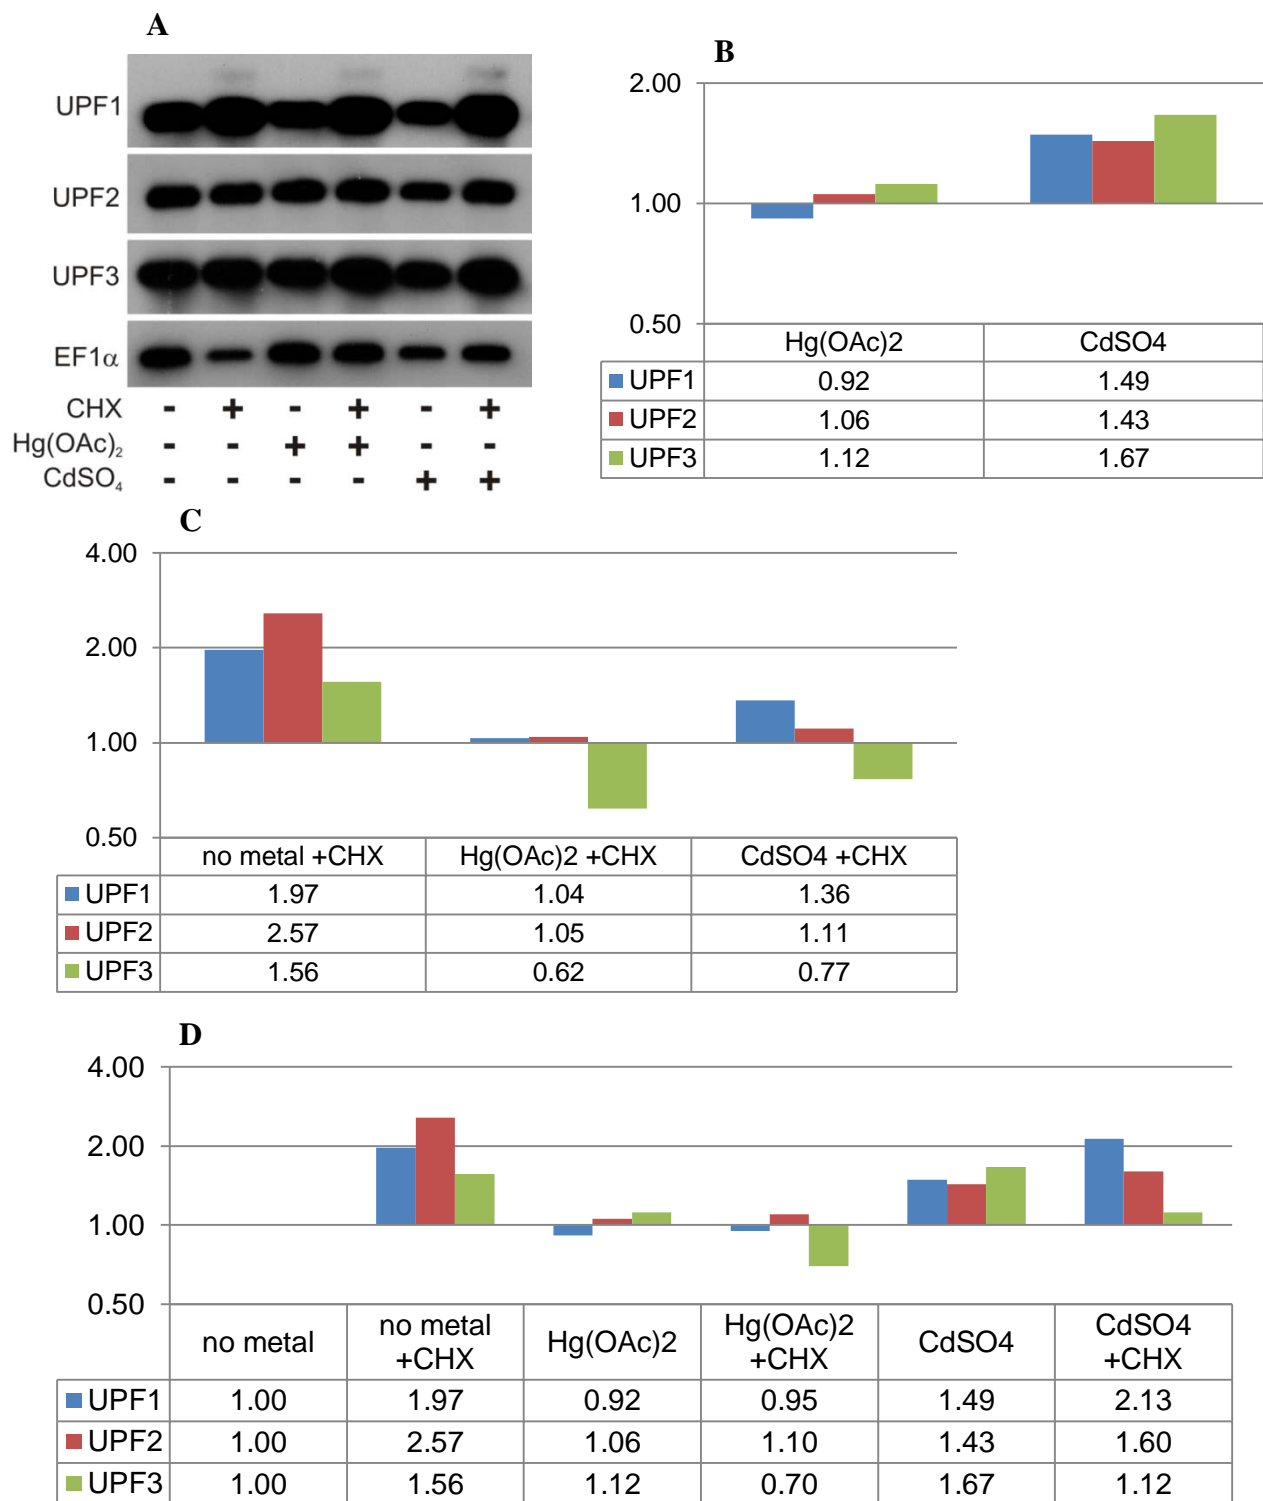 A
UPF1
UPF2
UPF3
EF1α
CHX - + - + - +
Hg(OAc)₂ - - + + - -
CdSO₄ - - - - + +
B
2.00
1.00
0.50
Hg(OAc)2 CdSO4
UPF1 0.92 1.49
UPF2 1.06 1.43
UPF3 1.12 1.67
C
4.00
2.00
1.00
0.50
no metal +CHX Hg(OAc)2 +CHX CdSO4 +CHX
UPF1 1.97 1.04 1.36
UPF2 2.57 1.05 1.11
UPF3 1.56 0.62 0.77
D
4.00
2.00
1.00
0.50
no metal no metal +CHX Hg(OAc)2 Hg(OAc)2 +CHX CdSO4 CdSO4 +CHX
UPF1 1.00 1.97 0.92 0.95 1.49 2.13
UPF2 1.00 2.57 1.06 1.10 1.43 1.60
UPF3 1.00 1.56 1.12 0.70 1.67 1.12